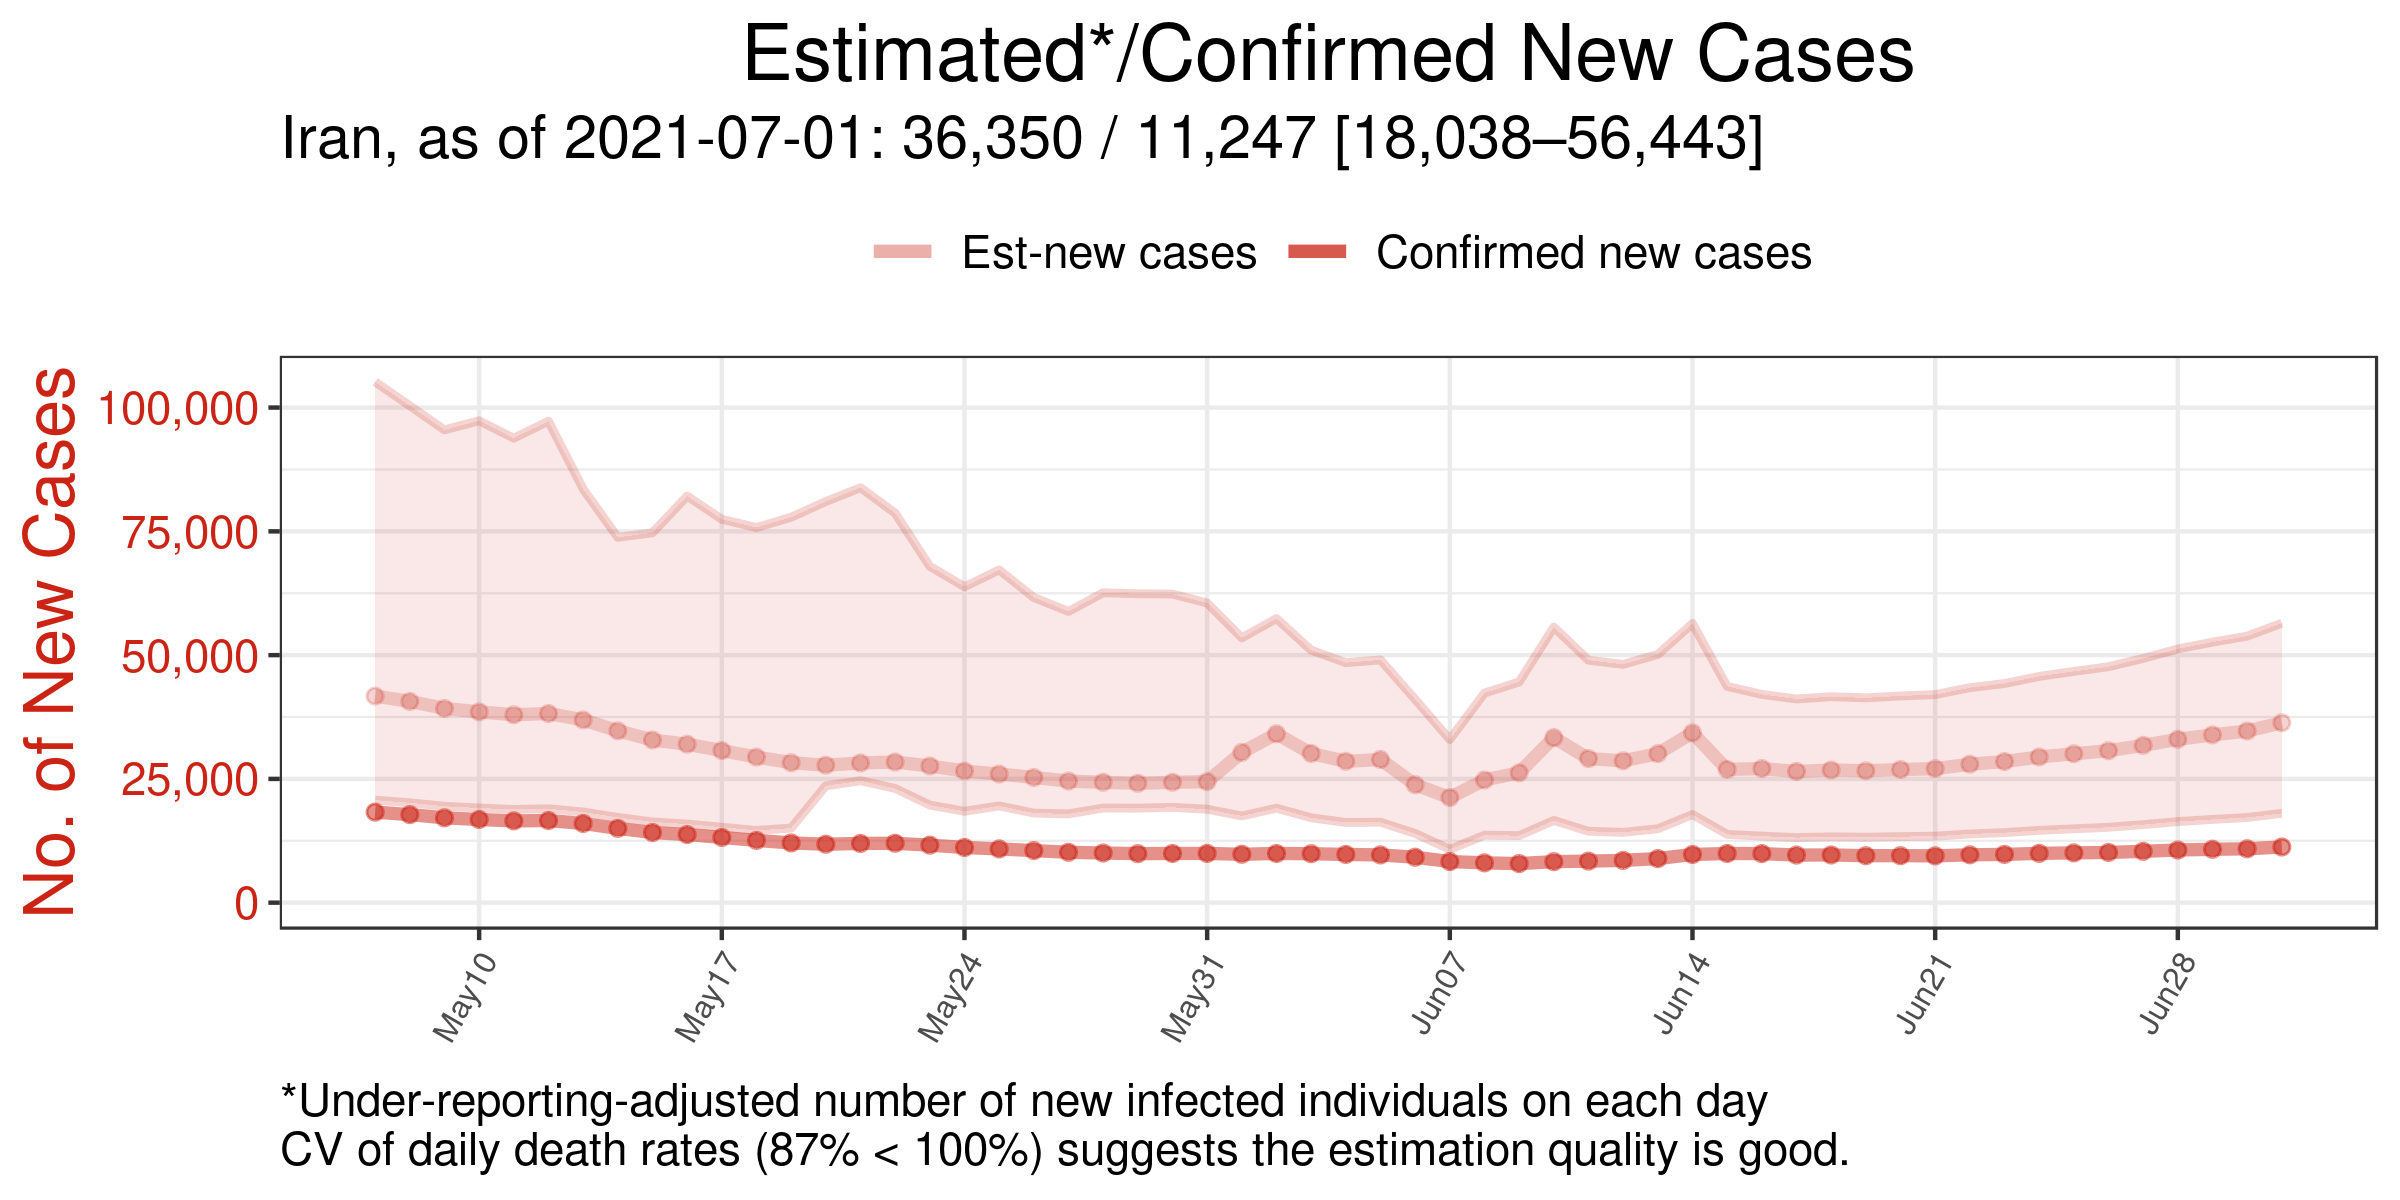 Estimated*/Confirmed New Cases
Iran, as of 2021-07-01: 36,350 / 11,247 [18,038–56,443]
Est-new cases
Confirmed new cases
No. of New Cases
100,000
75,000
50,000
25,000
0
May10
May17
May24
May31
Jun07
Jun14
Jun21
Jun28
*Under-reporting-adjusted number of new infected individuals on each day
CV of daily death rates (87% < 100%) suggests the estimation quality is good.